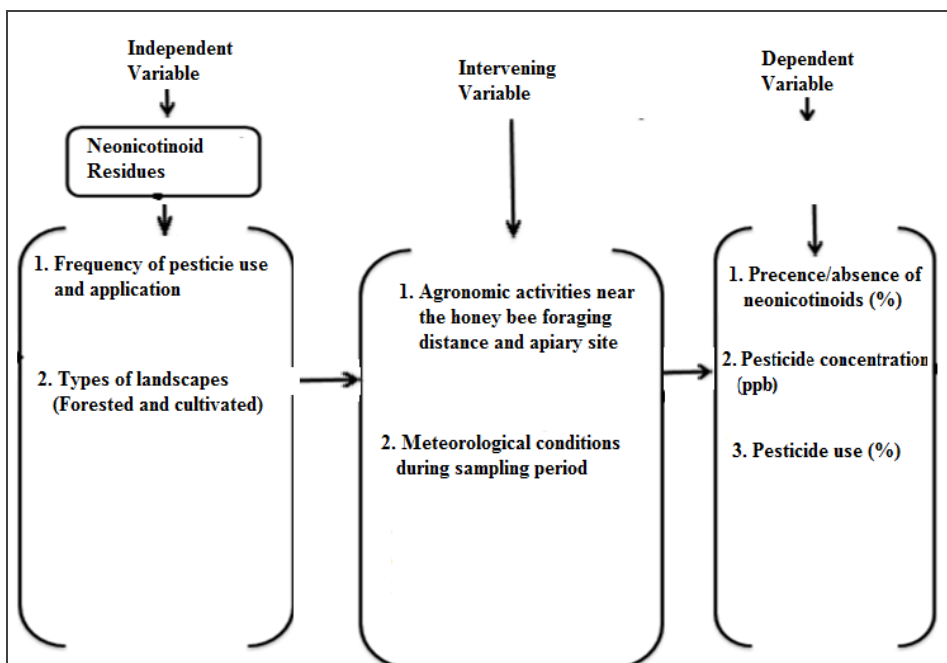 Independent
Variable
Neonicotinoid
Residues
1. Frequency of pesticie use
and application
2. Types of landscapes
(Forested and cultivated)
Intervening
Variable
1. Agronomic activities near
the honey bee foraging
distance and apiary site
2. Meteorological conditions
during sampling period
Dependent
Variable
1. Precence/absence of
neonicotinoids (%)
2. Pesticide concentration
(ppb)
3. Pesticide use (%)